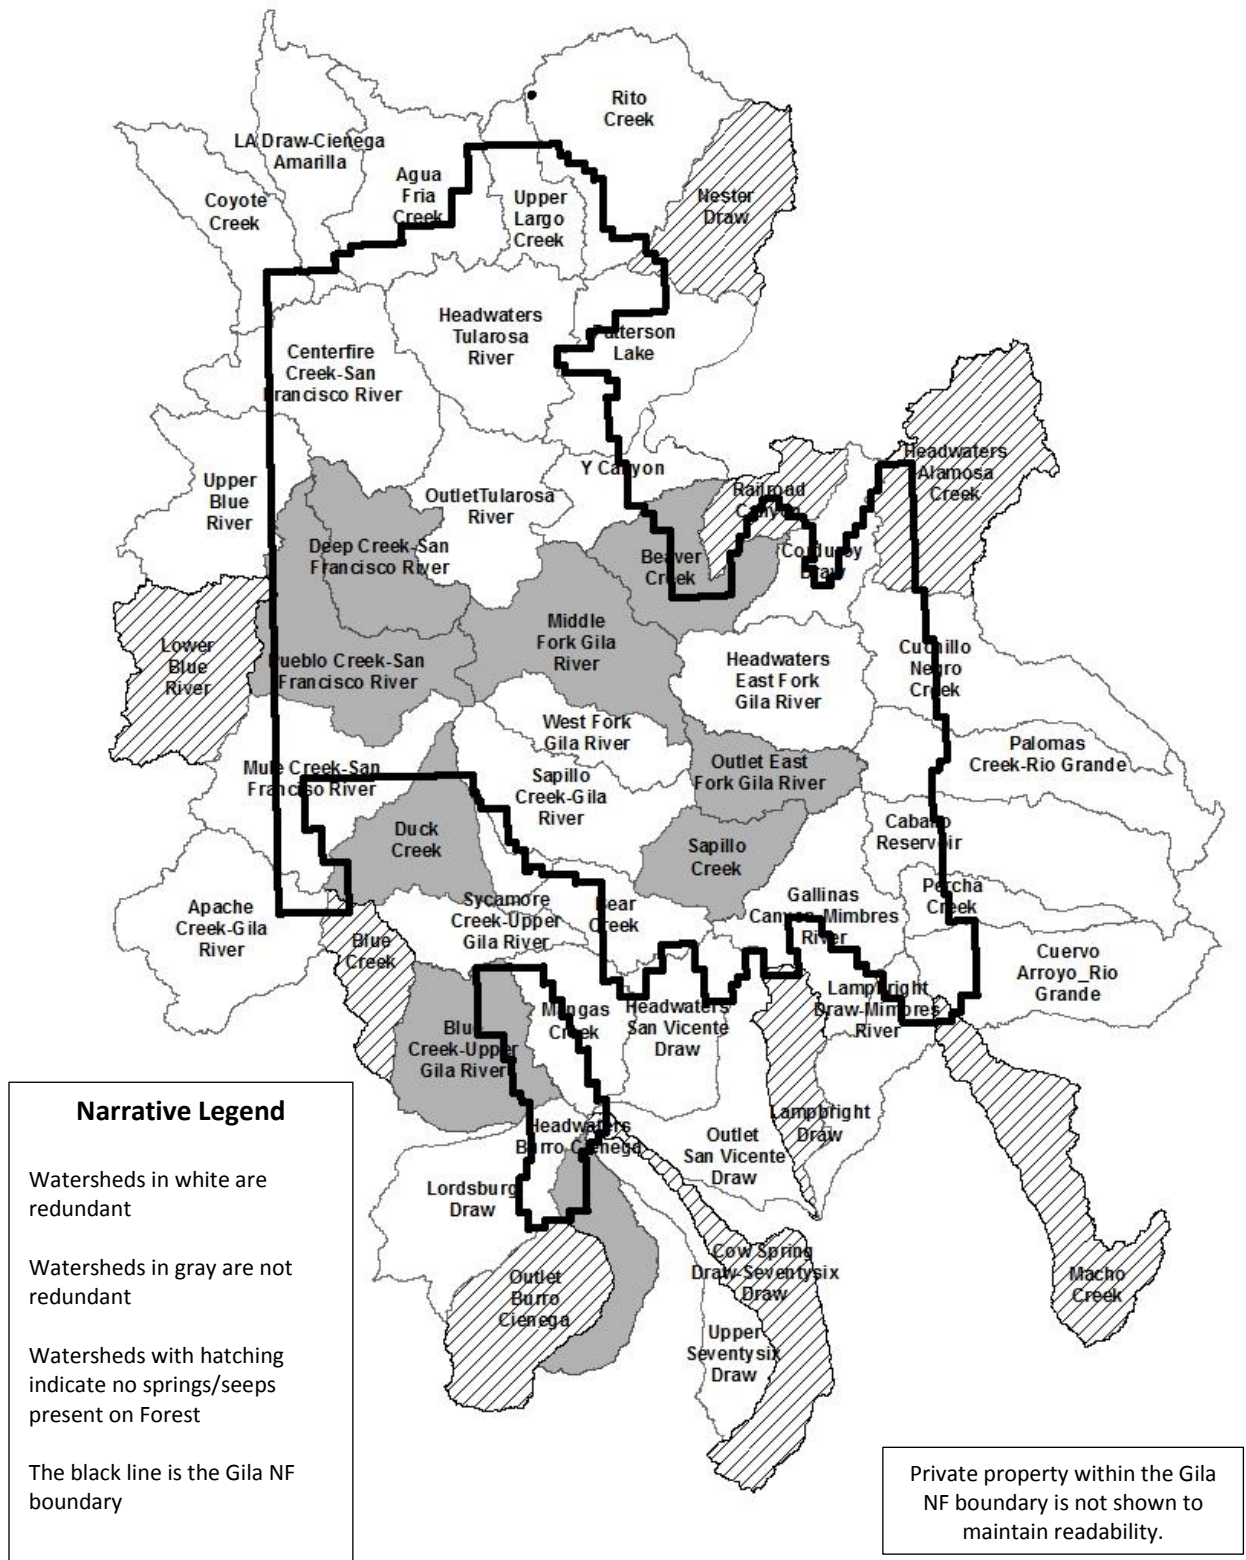 Rito
Creek
LA Draw-Cienega
Amarilla
Agua
Fria
Creek
Coyote
Creek
Upper
Largo
Creek
Nester
Draw
Headwaters
Tularosa
River
Patterson
Lake
Centerfire
Creek-San
Francisco River
Upper
Blue
River
Outlet Tularosa
River
Y Canyon
Railroad
Canyon
Headwaters
Alamosa
Creek
Deep Creek-San
Francisco River
Beaver
Creek
Corduroy
Draw
Middle
Fork Gila
River
Lower
Blue
River
Pueblo Creek-San
Francisco River
Headwaters
East Fork
Gila River
Cuchillo
Negro
Creek
West Fork
Gila River
Palomas
Creek-Rio Grande
Mule Creek-San
Franciso River
Sapillo
Creek-Gila
River
Outlet East
Fork Gila River
Duck
Creek
Sapillo
Creek
Caballo
Reservoir
Apache
Creek-Gila
River
Sycamore
Creek-Upper
Gila River
Bear
Creek
Gallinas
Canyon-Mimbres
River
Percha
Creek
Blue
Creek
Cuervo
Arroyo_Rio
Grande
Blue
Creek-Upper
Gila River
Mangas
Creek
Headwaters
San Vicente
Draw
Lampbright
Draw-Mimbres
River
Headwaters
Burro Cienega
Outlet
San Vicente
Draw
Lampbright
Draw
Lordsburg
Draw
Outlet
Burro
Cienega
Cow Spring
Draw-Seventysix
Draw
Upper
Seventysix
Draw
Macho
Creek
Narrative Legend
Watersheds in white are
redundant
Watersheds in gray are not
redundant
Watersheds with hatching
indicate no springs/seeps
present on Forest
The black line is the Gila NF
boundary
Private property within the Gila
NF boundary is not shown to
maintain readability.